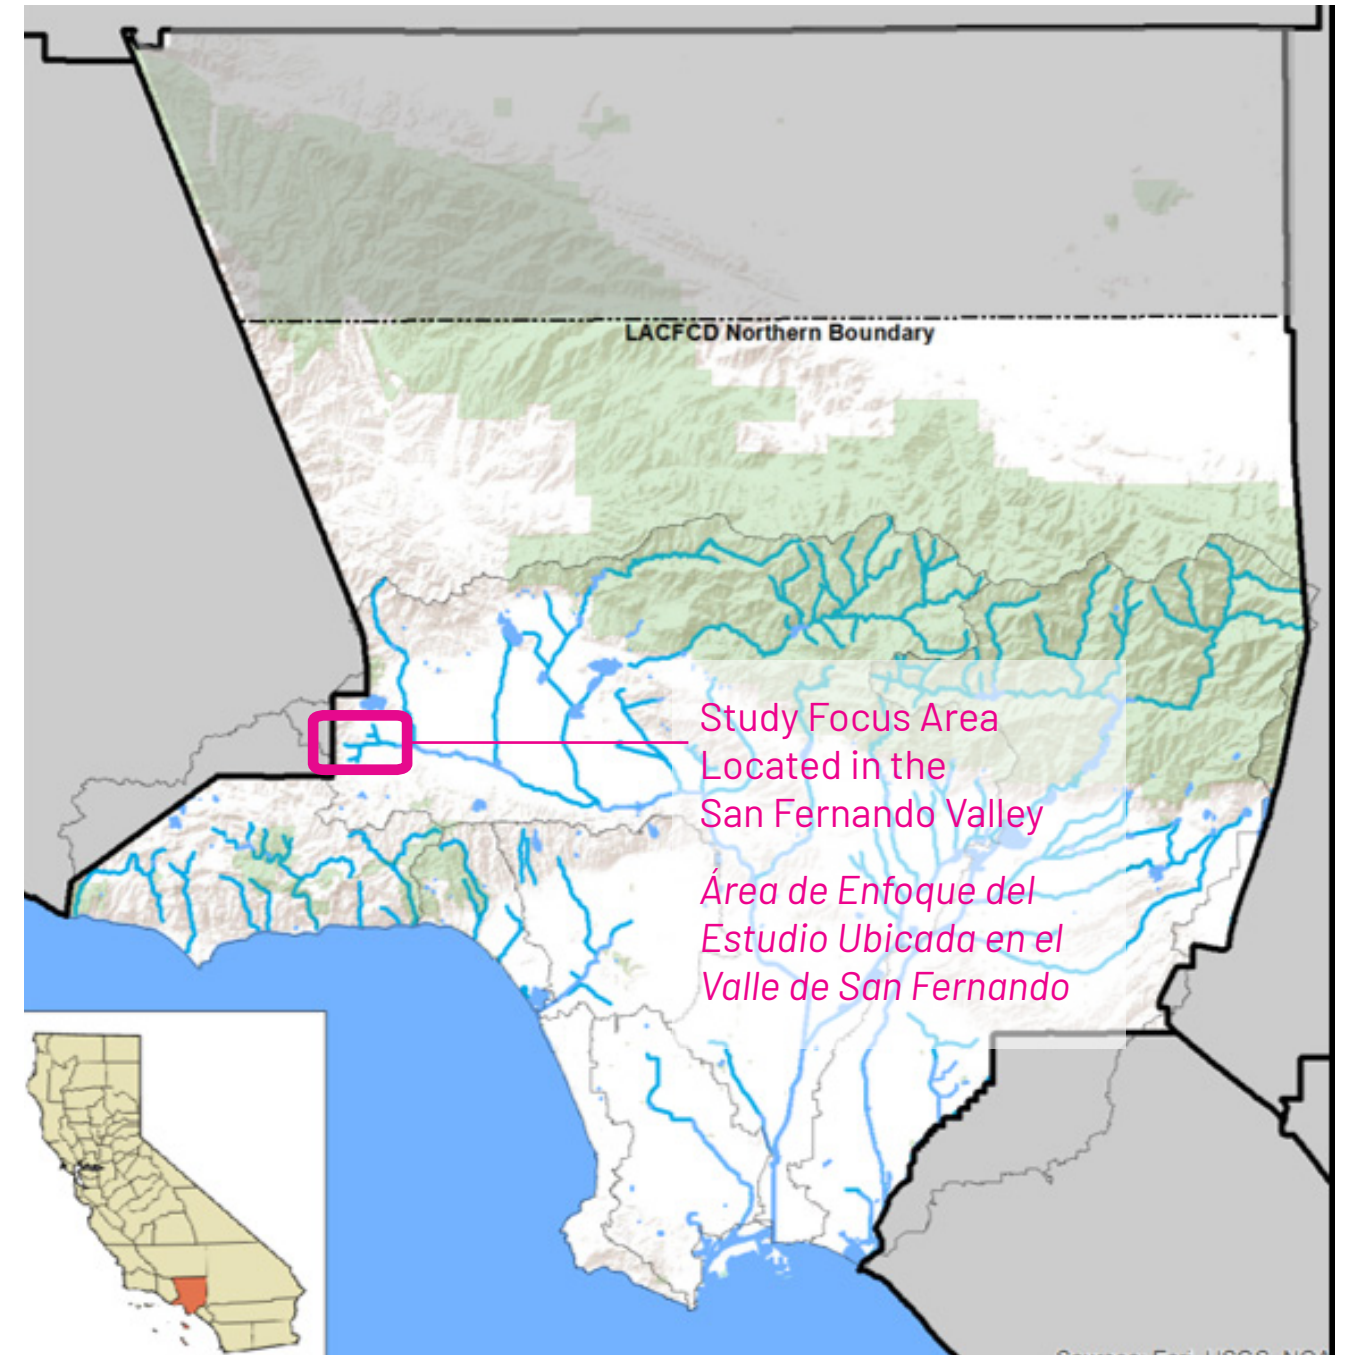 LACFCD Northern Boundary
Study Focus Area
Located in the
San Fernando Valley
Área de Enfoque del
Estudio Ubicada en el
Valle de San Fernando